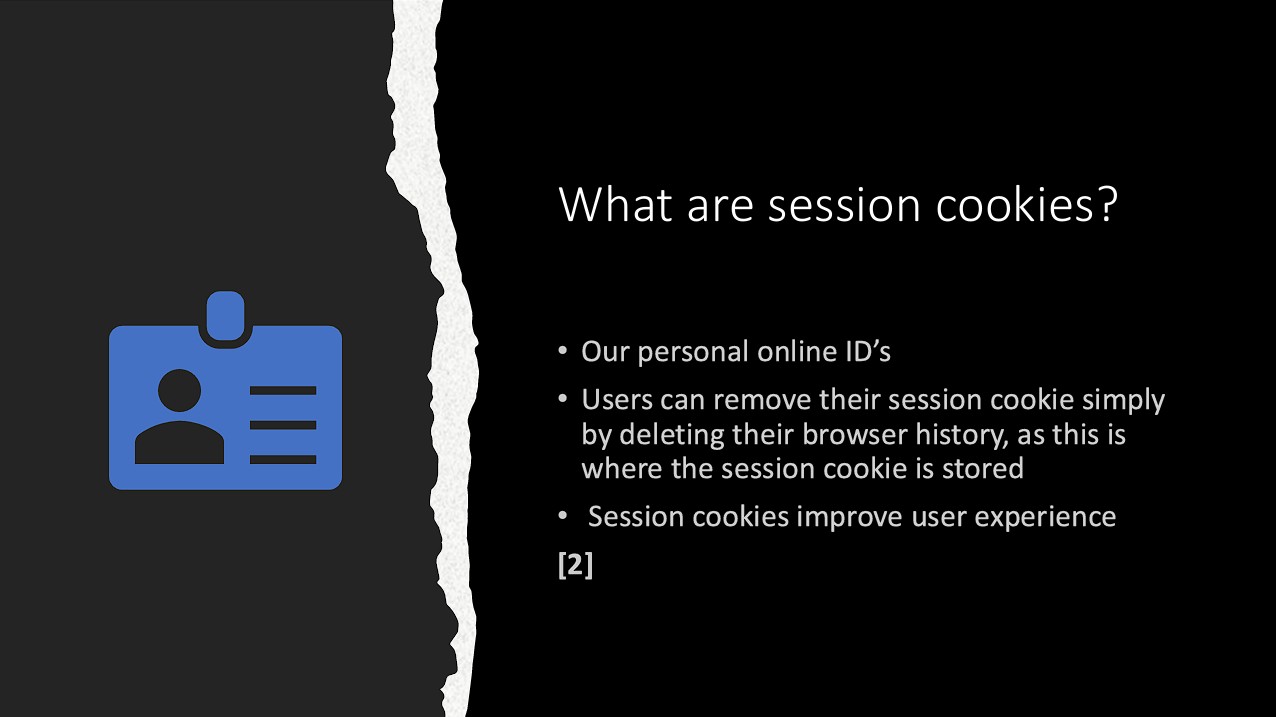 What are session cookies?
• Our personal online ID’s
• Users can remove their session cookie simply
by deleting their browser history, as this is
where the session cookie is stored
• Session cookies improve user experience
[2]